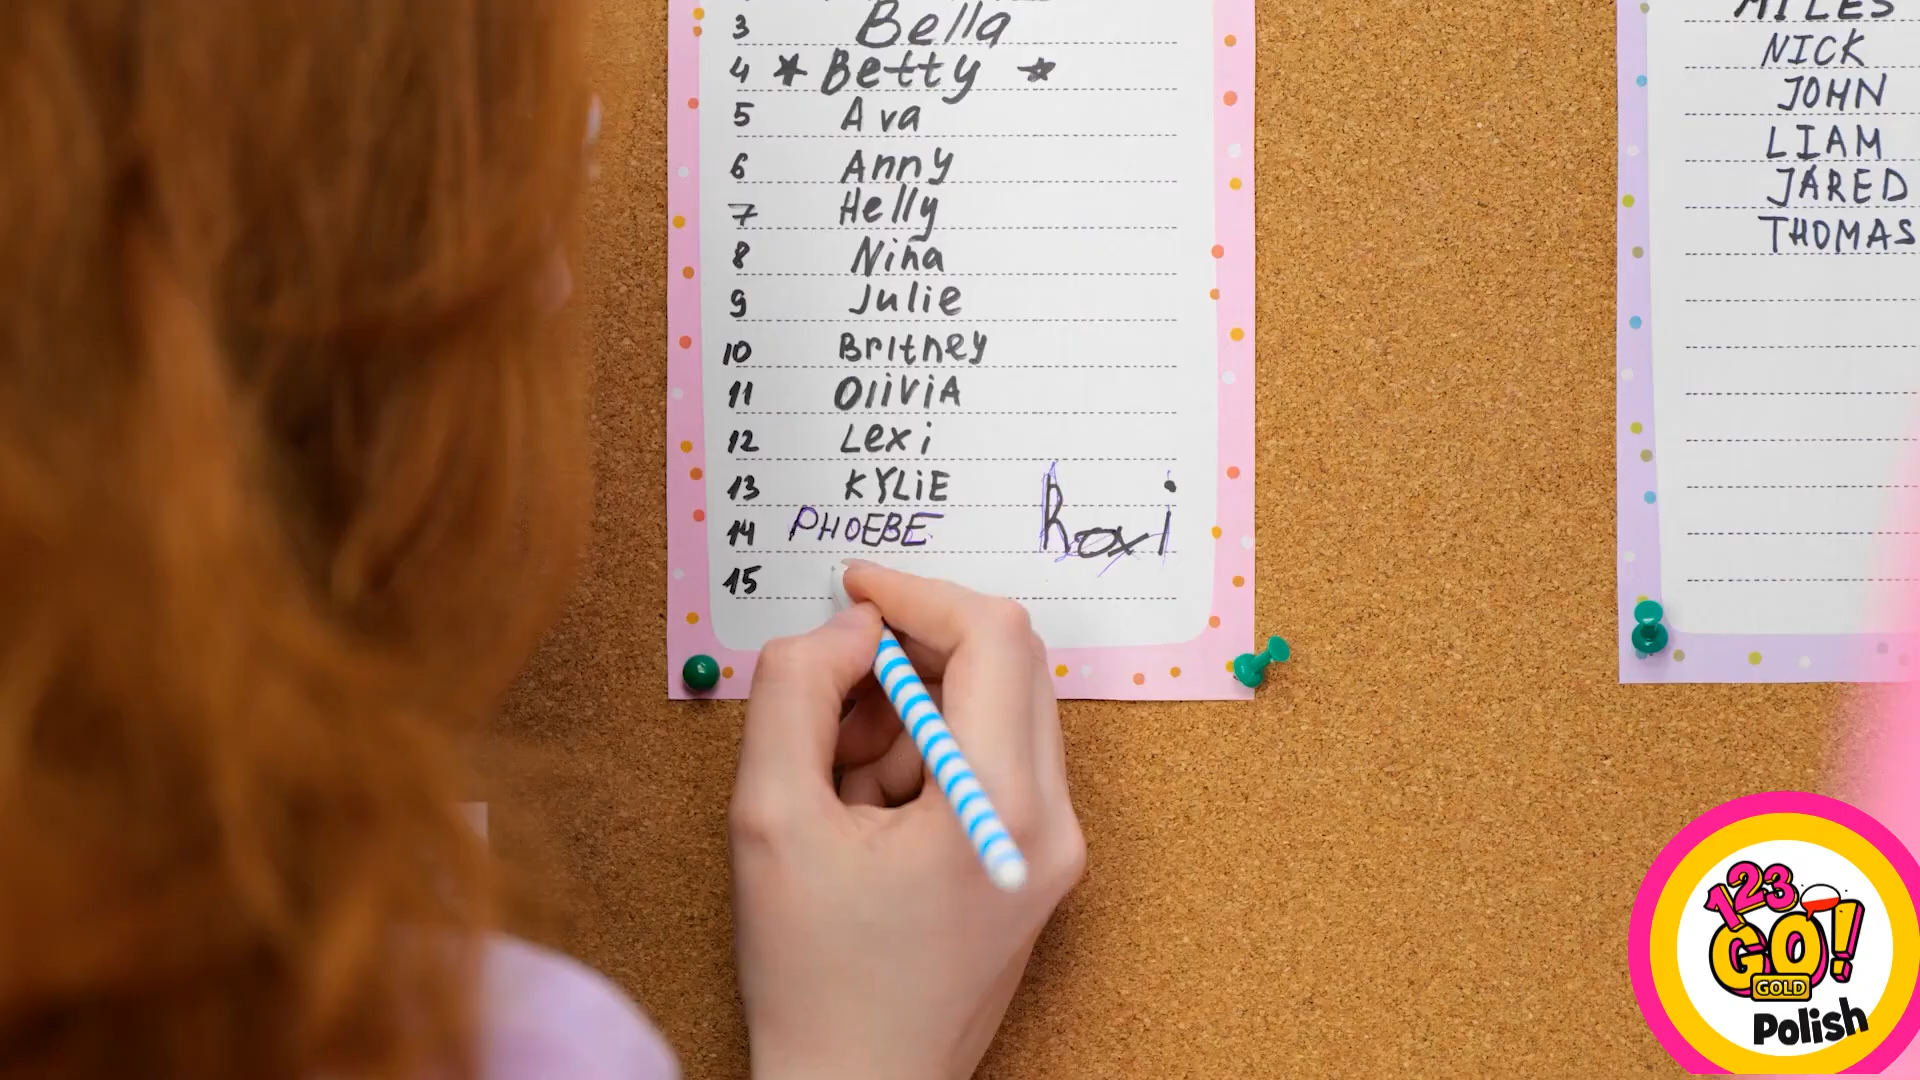 3 Bella
4 * Betty *
5 Ava
6 Anny
7 Helly
8 Nina
9 Julie
10 Britney
11 OliViA
12 Lexi
13 KYLiE
14 PHOEBE Roxi
15
MILES
NICK
JOHN
LIAM
JARED
THOMAS
123
GO!
GOLD
Polish